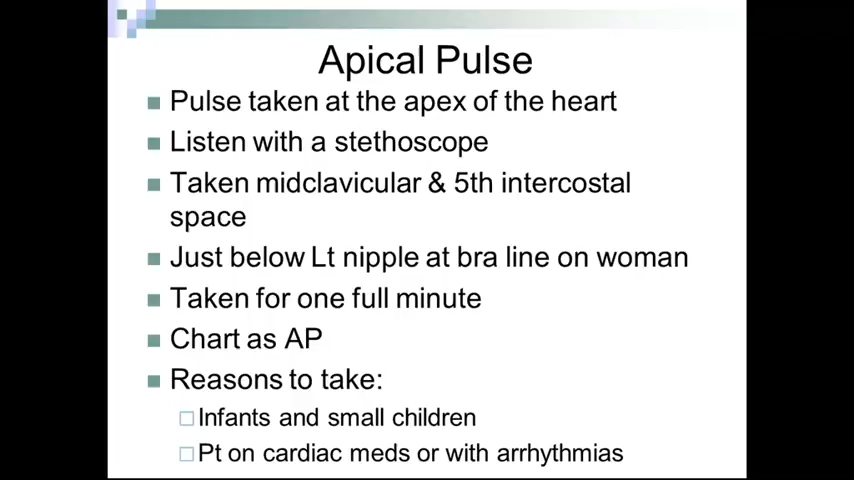 Apical Pulse
Pulse taken at the apex of the heart
Listen with a stethoscope
Taken midclavicular & 5th intercostal
space
Just below Lt nipple at bra line on woman
Taken for one full minute
Chart as AP
Reasons to take:
Infants and small children
Pt on cardiac meds or with arrhythmias